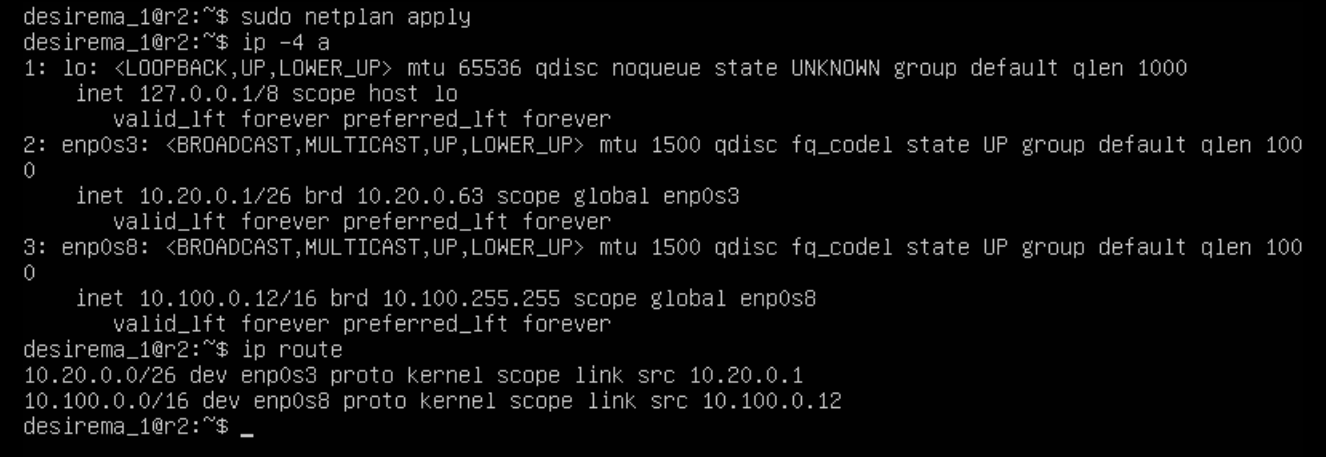 desirema_1@r2:~$ sudo netplan apply
desirema_1@r2:~$ ip -4 a
1: lo: <LOOPBACK,UP,LOWER_UP> mtu 65536 qdisc noqueue state UNKNOWN group default qlen 1000
    inet 127.0.0.1/8 scope host lo
       valid_lft forever preferred_lft forever
2: enp0s3: <BROADCAST,MULTICAST,UP,LOWER_UP> mtu 1500 qdisc fq_codel state UP group default qlen 100
0
    inet 10.20.0.1/26 brd 10.20.0.63 scope global enp0s3
       valid_lft forever preferred_lft forever
3: enp0s8: <BROADCAST,MULTICAST,UP,LOWER_UP> mtu 1500 qdisc fq_codel state UP group default qlen 100
0
    inet 10.100.0.12/16 brd 10.100.255.255 scope global enp0s8
       valid_lft forever preferred_lft forever
desirema_1@r2:~$ ip route
10.20.0.0/26 dev enp0s3 proto kernel scope link src 10.20.0.1
10.100.0.0/16 dev enp0s8 proto kernel scope link src 10.100.0.12
desirema_1@r2:~$ _